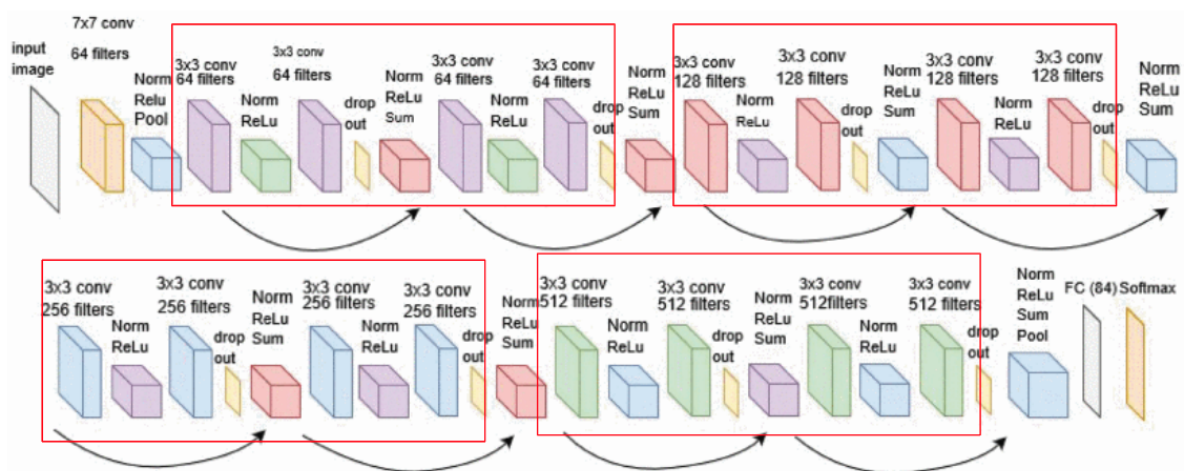 7x7 conv
64 filters
input
image
Norm
Relu
Pool
3x3 conv
64 filters
Norm
ReLu
3x3 conv
64 filters
drop
out
Norm
ReLu
Sum
3x3 conv
64 filters
Norm
ReLu
3x3 conv
64 filters
drop
out
Norm
ReLu
Sum
3x3 conv
128 filters
Norm
ReLu
3x3 conv
128 filters
drop
out
Norm
ReLu
Sum
3x3 conv
128 filters
Norm
ReLu
3x3 conv
128 filters
drop
out
Norm
ReLu
Sum
3x3 conv
256 filters
Norm
ReLu
3x3 conv
256 filters
drop
out
Norm
ReLu
Sum
3x3 conv
256 filters
Norm
ReLu
3x3 conv
256 filters
drop
out
Norm
ReLu
Sum
3x3 conv
512 filters
Norm
ReLu
3x3 conv
512 filters
drop
out
Norm
ReLu
Sum
3x3 conv
512filters
Norm
ReLu
3x3 conv
512 filters
drop
out
Norm
ReLu
Sum
Pool
FC (84)
Softmax